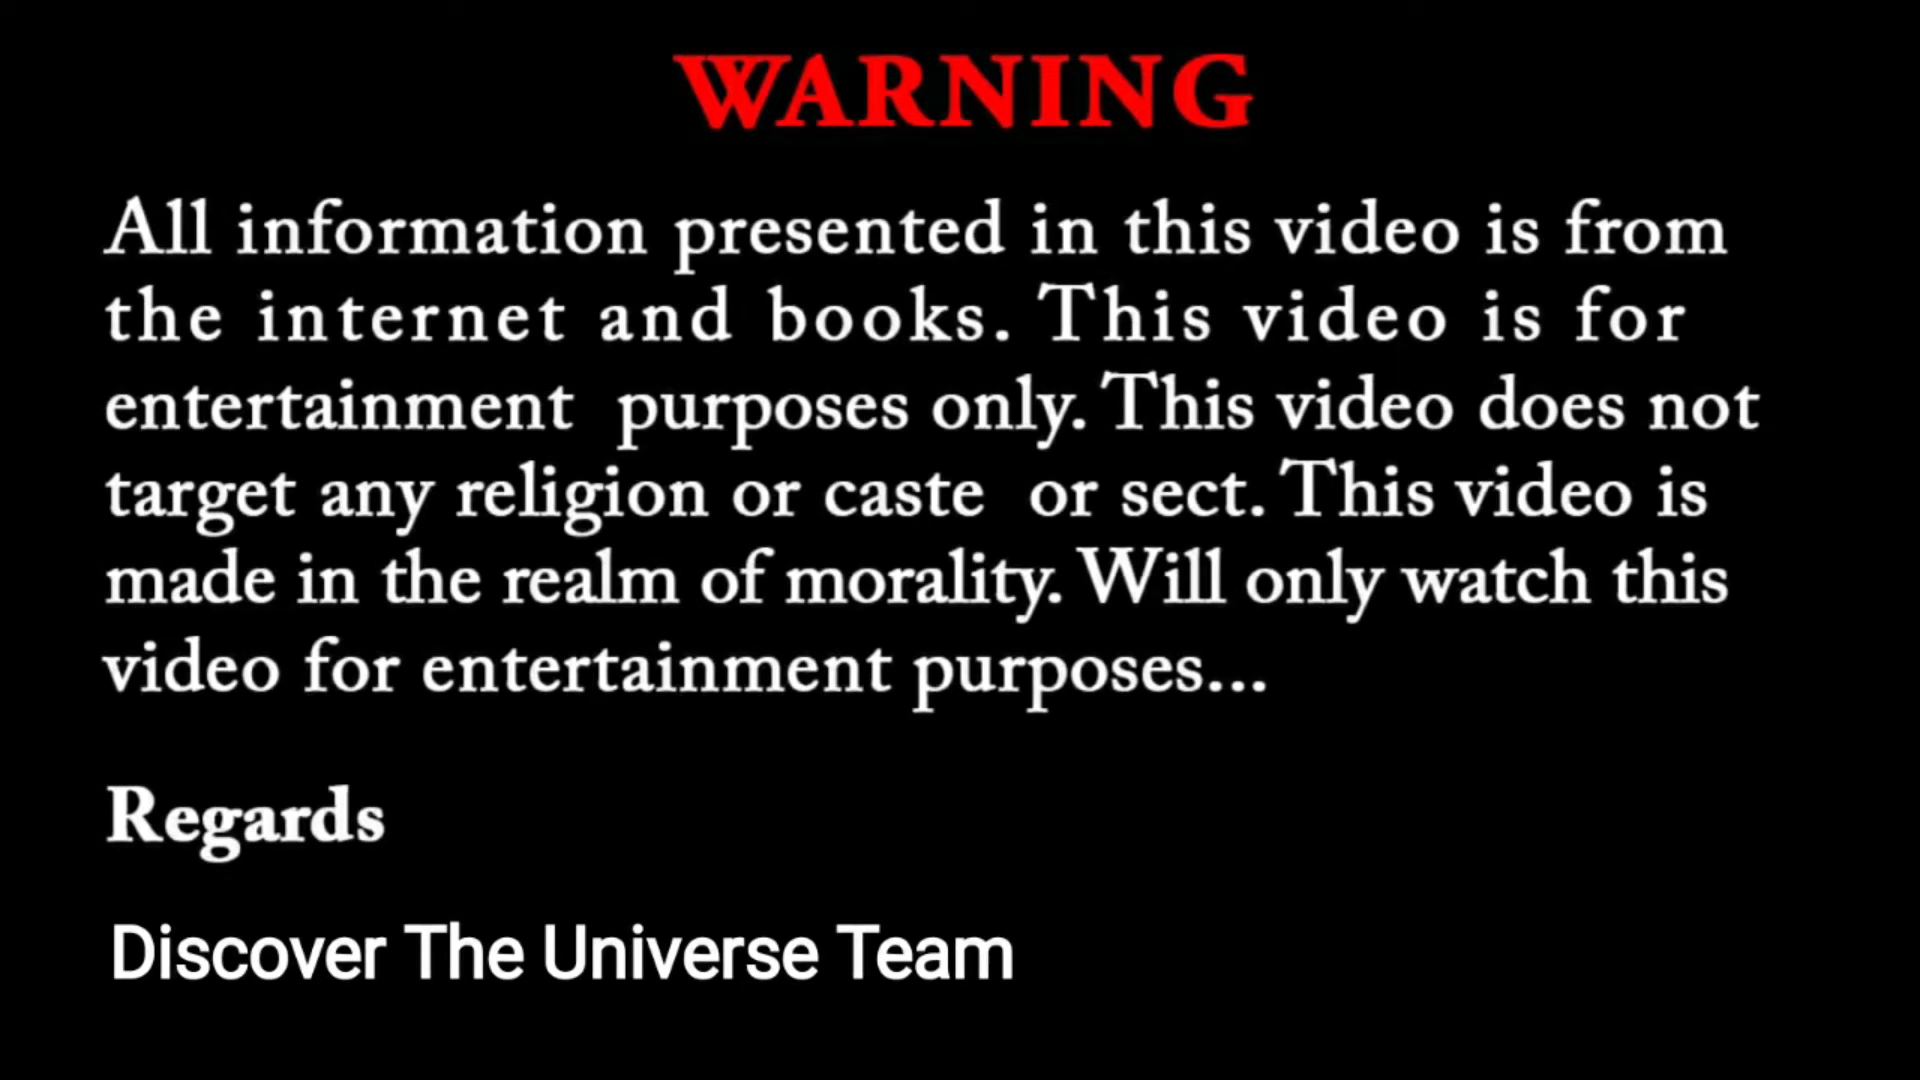 WARNING
All information presented in this video is from
the internet and books. This video is for
entertainment purposes only. This video does not
target any religion or caste or sect. This video is
made in the realm of morality. Will only watch this
video for entertainment purposes...
Regards
Discover The Universe Team